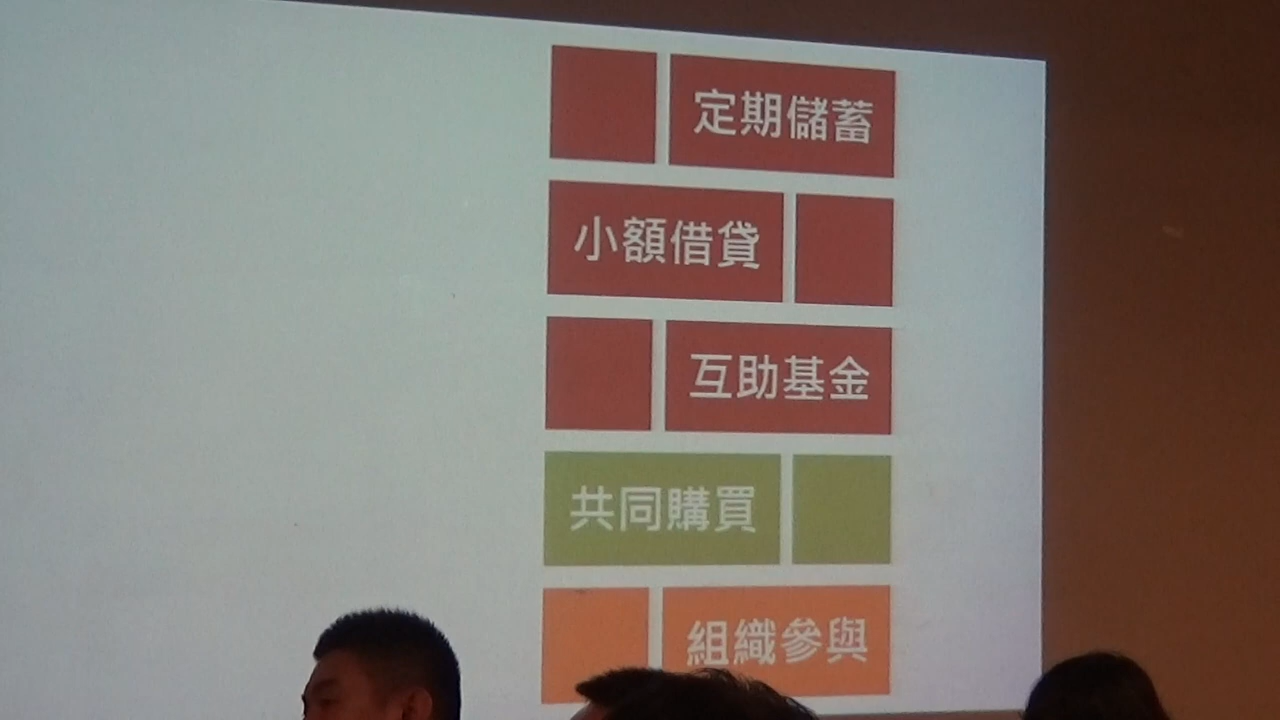 定期儲蓄
小額借貸
互助基金
共同購買
組織參與